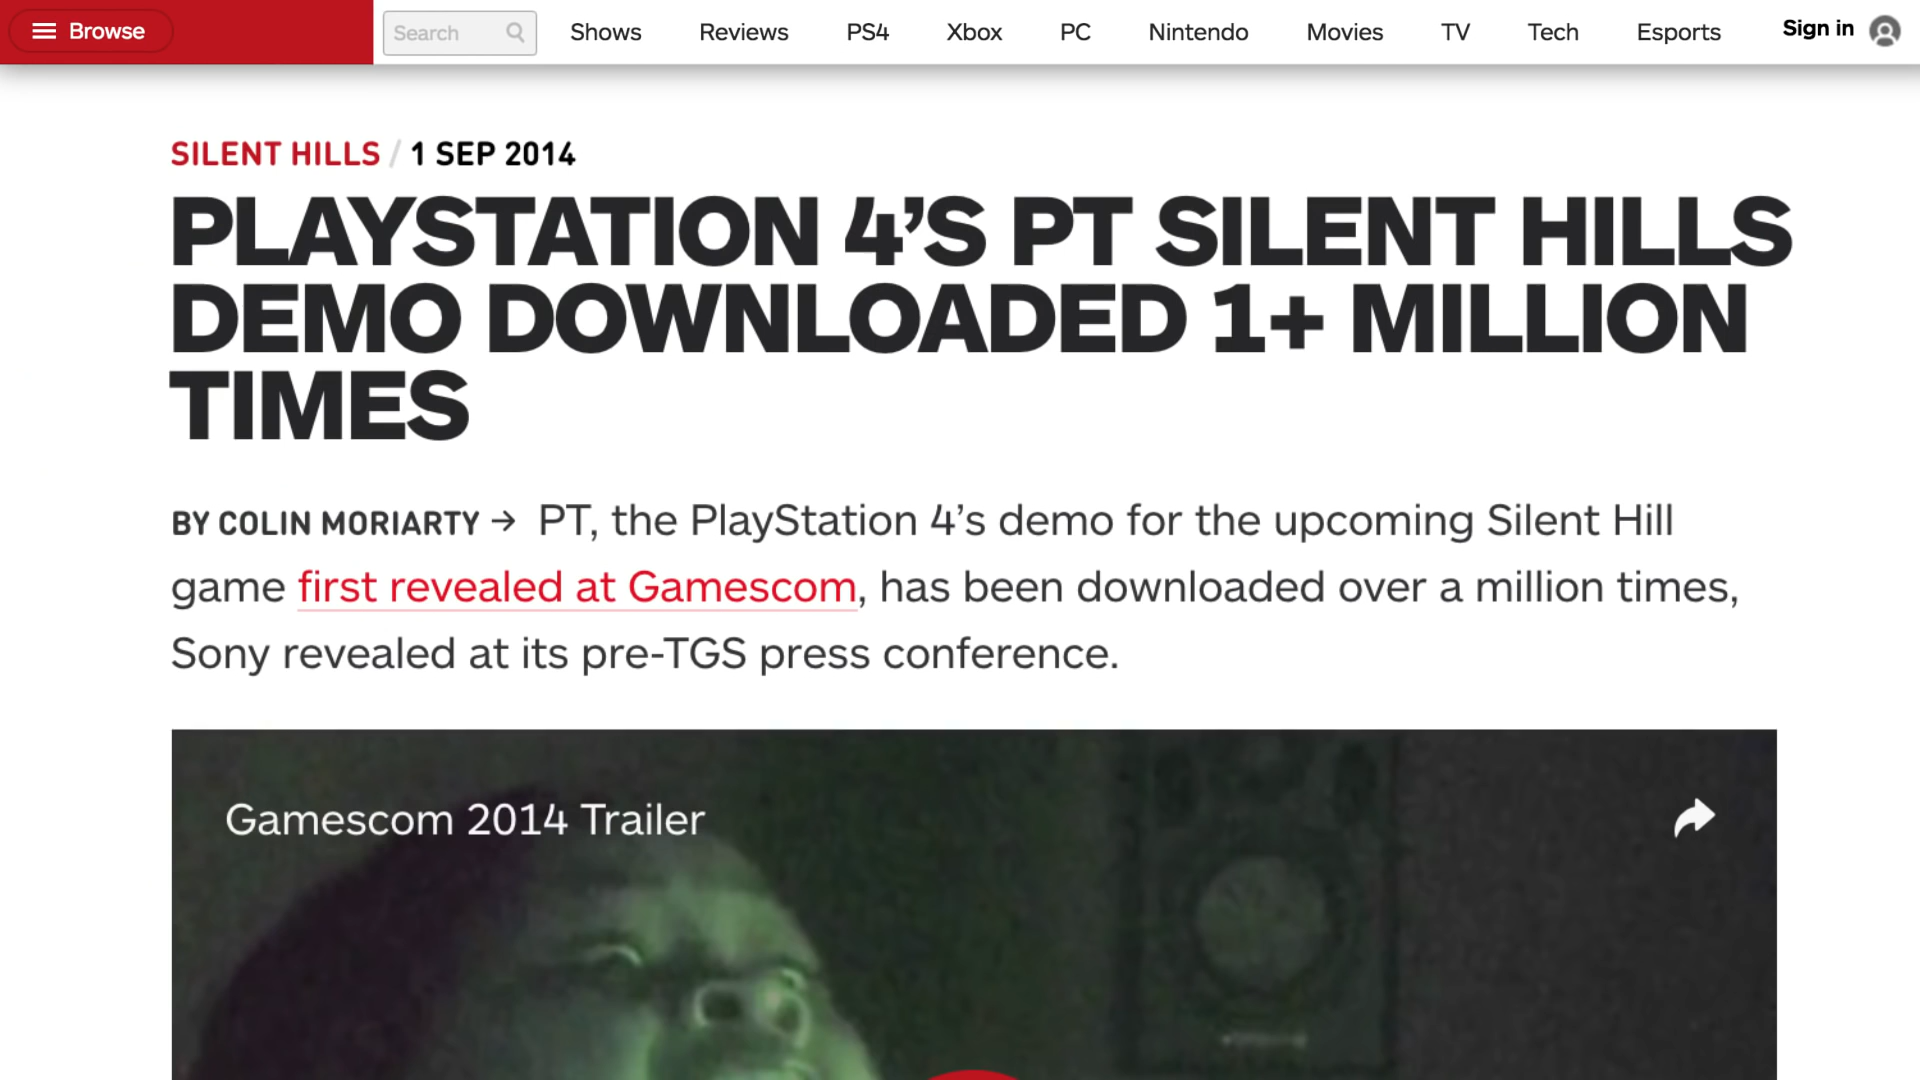 Browse
Search
Shows
Reviews
PS4
Xbox
PC
Nintendo
Movies
TV
Tech
Esports
Sign in
SILENT HILLS / 1 SEP 2014
PLAYSTATION 4’S PT SILENT HILLS
DEMO DOWNLOADED 1+ MILLION
TIMES
BY COLIN MORIARTY → PT, the PlayStation 4’s demo for the upcoming Silent Hill
game first revealed at Gamescom, has been downloaded over a million times,
Sony revealed at its pre-TGS press conference.
Gamescom 2014 Trailer